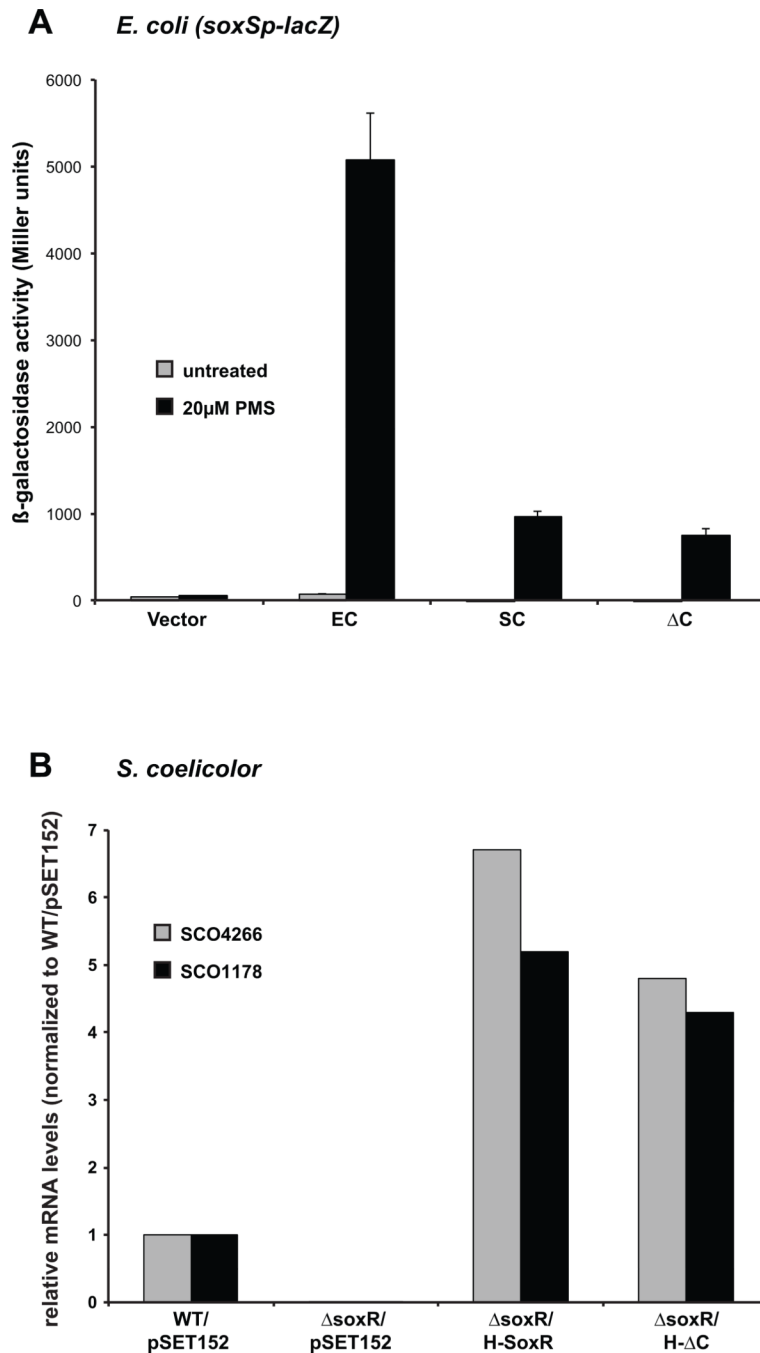 A E. coli (soxSp-lacZ)
ß-galactosidase activity (Miller units)
6000
5000
4000
3000
2000
1000
0
untreated
20µM PMS
Vector EC SC ΔC
B S. coelicolor
relative mRNA levels (normalized to WT/pSET152)
7
6
5
4
3
2
1
0
SCO4266
SCO1178
WT/ ΔsoxR/ ΔsoxR/ ΔsoxR/
pSET152 pSET152 H-SoxR H-ΔC